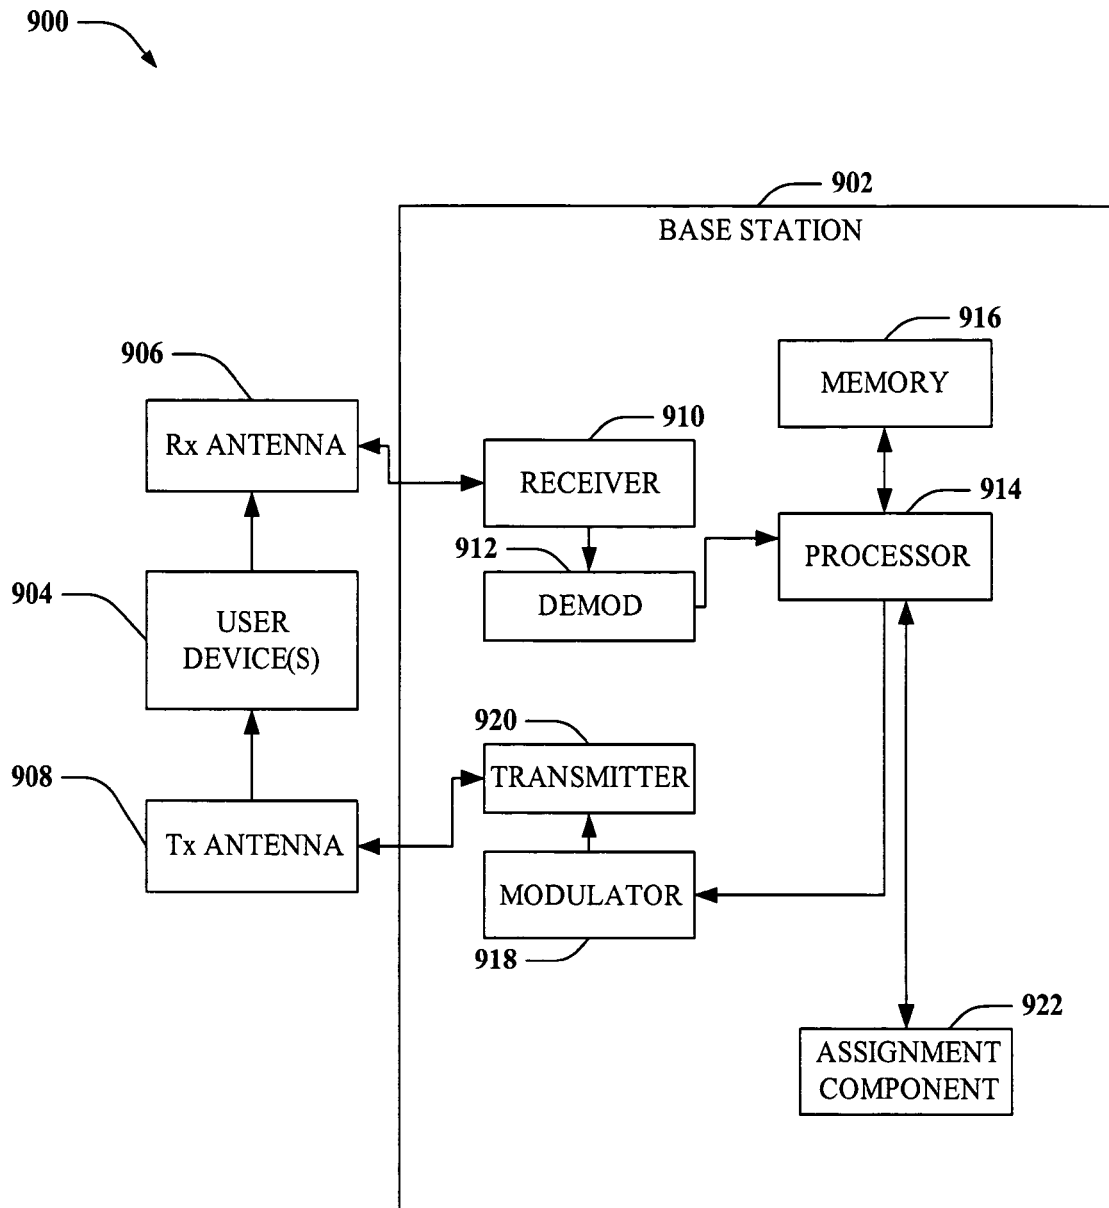 900
902
BASE STATION
916
MEMORY
906
Rx ANTENNA
910
RECEIVER
914
PROCESSOR
912
DEMOD
904
USER
DEVICE(S)
920
TRANSMITTER
908
Tx ANTENNA
MODULATOR
918
922
ASSIGNMENT
COMPONENT